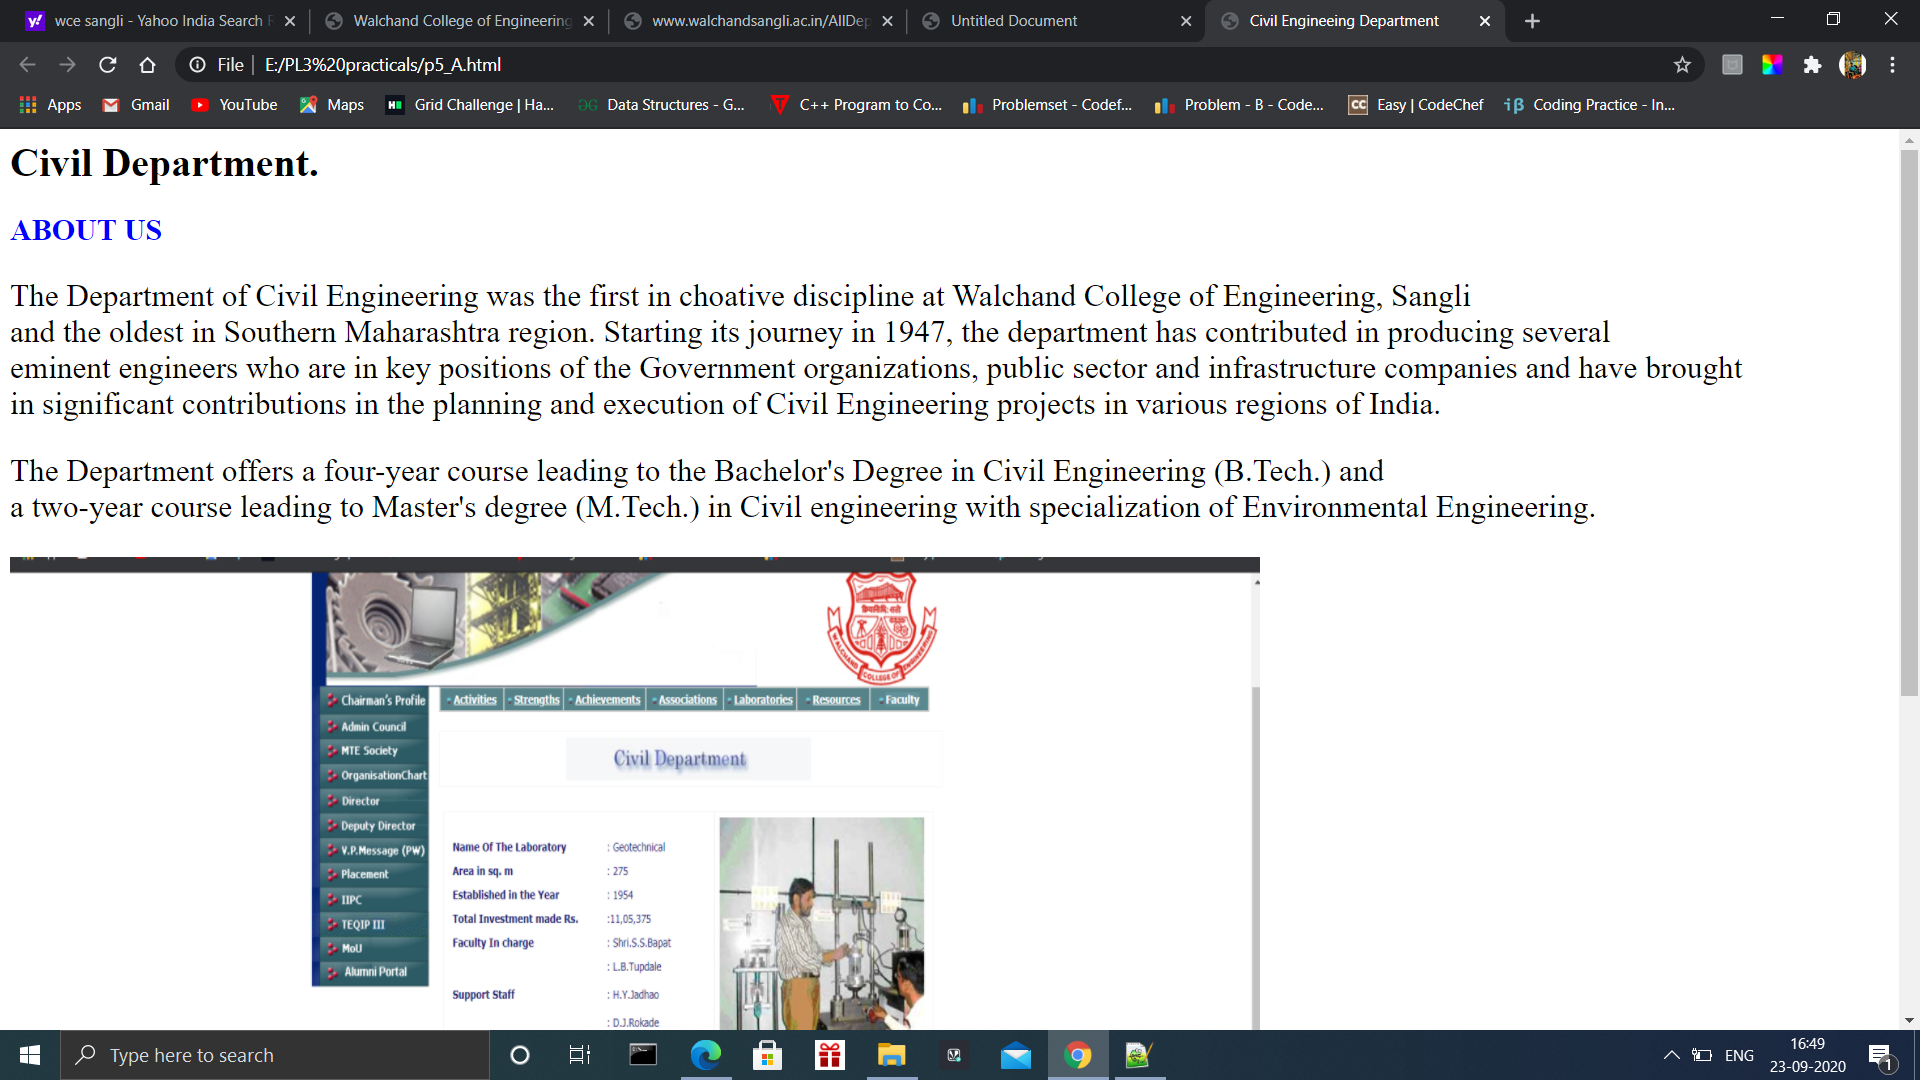 wce sangli - Yahoo India Search
Walchand College of Engineering
www.walchandsangli.ac.in/AllDep
Untitled Document
Civil Engineeing Department
File
E:/PL3%20practicals/p5_A.html
Apps
Gmail
YouTube
Maps
Grid Challenge | Ha...
Data Structures - G...
C++ Program to Co...
Problemset - Codef...
Problem - B - Code...
Easy | CodeChef
Coding Practice - In...
Civil Department.
ABOUT US
The Department of Civil Engineering was the first in choative discipline at Walchand College of Engineering, Sangli
and the oldest in Southern Maharashtra region. Starting its journey in 1947, the department has contributed in producing several
eminent engineers who are in key positions of the Government organizations, public sector and infrastructure companies and have brought
in significant contributions in the planning and execution of Civil Engineering projects in various regions of India.
The Department offers a four-year course leading to the Bachelor's Degree in Civil Engineering (B.Tech.) and
a two-year course leading to Master's degree (M.Tech.) in Civil engineering with specialization of Environmental Engineering.
WALCHAND COLLEGE OF ENGINEERING
Activities Strengths Achievements Associations Laboratories Resources Faculty
Chairman's Profile
Admin Council
MTE Society
OrganisationChart
Director
Deputy Director
V.P.Message (PW)
Placement
IIPC
TEQIP III
MoU
Alumni Portal
Civil Department
Name Of The Laboratory : Geotechnical
Area in sq. m : 275
Established in the Year : 1954
Total Investment made Rs. :11,05,375
Faculty In charge : Shri.S.S.Bapat
: L.B.Tupdale
Support Staff : H.Y.Jadhao
: D.J.Rokade
Type here to search
ENG
16:49
23-09-2020
1